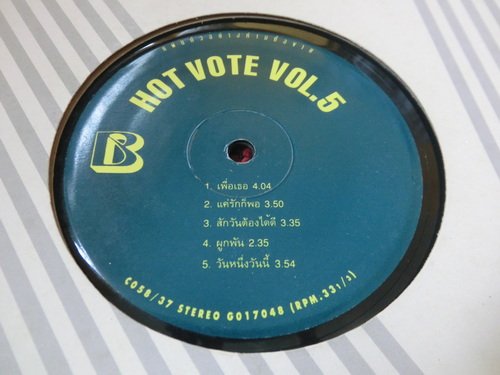 HOT VOTE VOL.5
B
1. เพื่อเธอ 4.04
2. แค่รักก็พอ 3.50
3. สักวันต้องได้ดี 3.35
4. ผูกพัน 2.35
5. วันหนึ่งวันนี้ 3.54
C058/37 STEREO G017048 (RPM.33 1/3)